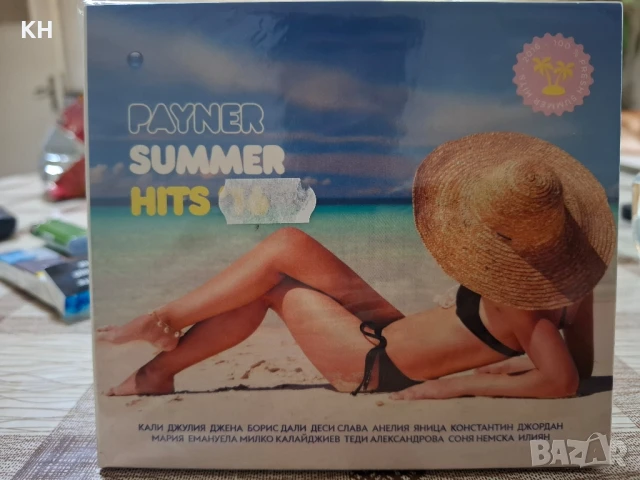 KH
PAYNER
SUMMER
HITS
КАЛИ ДЖУЛИЯ ДЖЕНА БОРИС ДАЛИ ДЕСИ СЛАВА АНЕЛИЯ ЯНИЦА КОНСТАНТИН ДЖОРДАН
МАРИЯ ЕМАНУЕЛА МИЛКО КАЛАЙДЖИЕВ ТЕДИ АЛЕКСАНДРОВА СОНЯ НЕМСКА ИЛИЯН
BAZAR